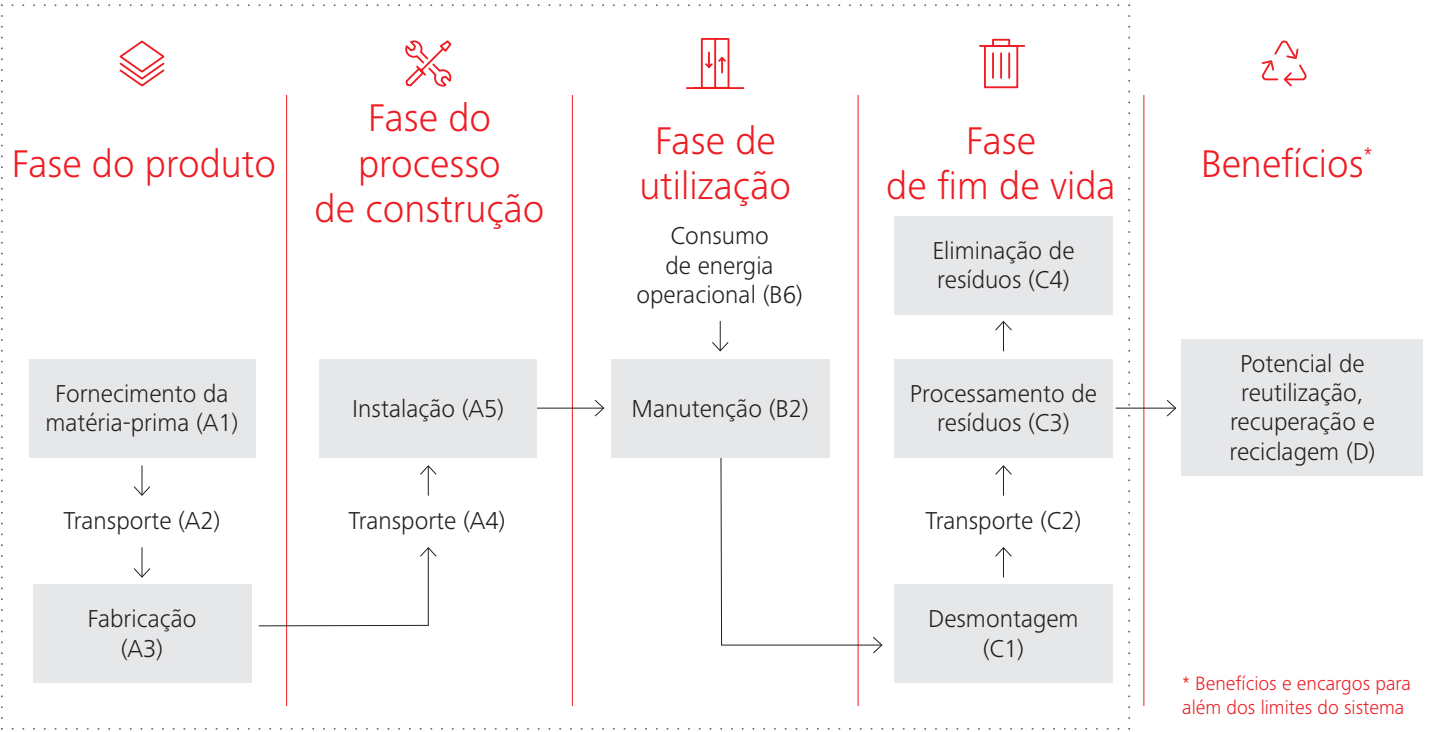 Fase do produto
Fornecimento da
matéria-prima (A1)
Transporte (A2)
Fabricação
(A3)
Fase do
processo
de construção
Instalação (A5)
Transporte (A4)
Fase de
utilização
Consumo
de energia
operacional (B6)
Manutenção (B2)
Fase
de fim de vida
Eliminação de
resíduos (C4)
Processamento de
resíduos (C3)
Transporte (C2)
Desmontagem
(C1)
Benefícios*
Potencial de
reutilização,
recuperação e
reciclagem (D)
* Benefícios e encargos para
além dos limites do sistema